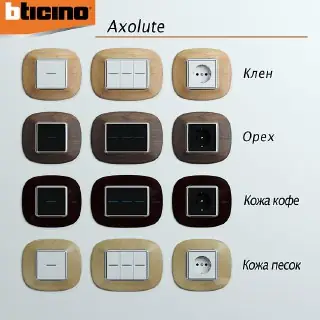 bticino
Axolute
Клен
Орех
Кожа кофе
Кожа песок